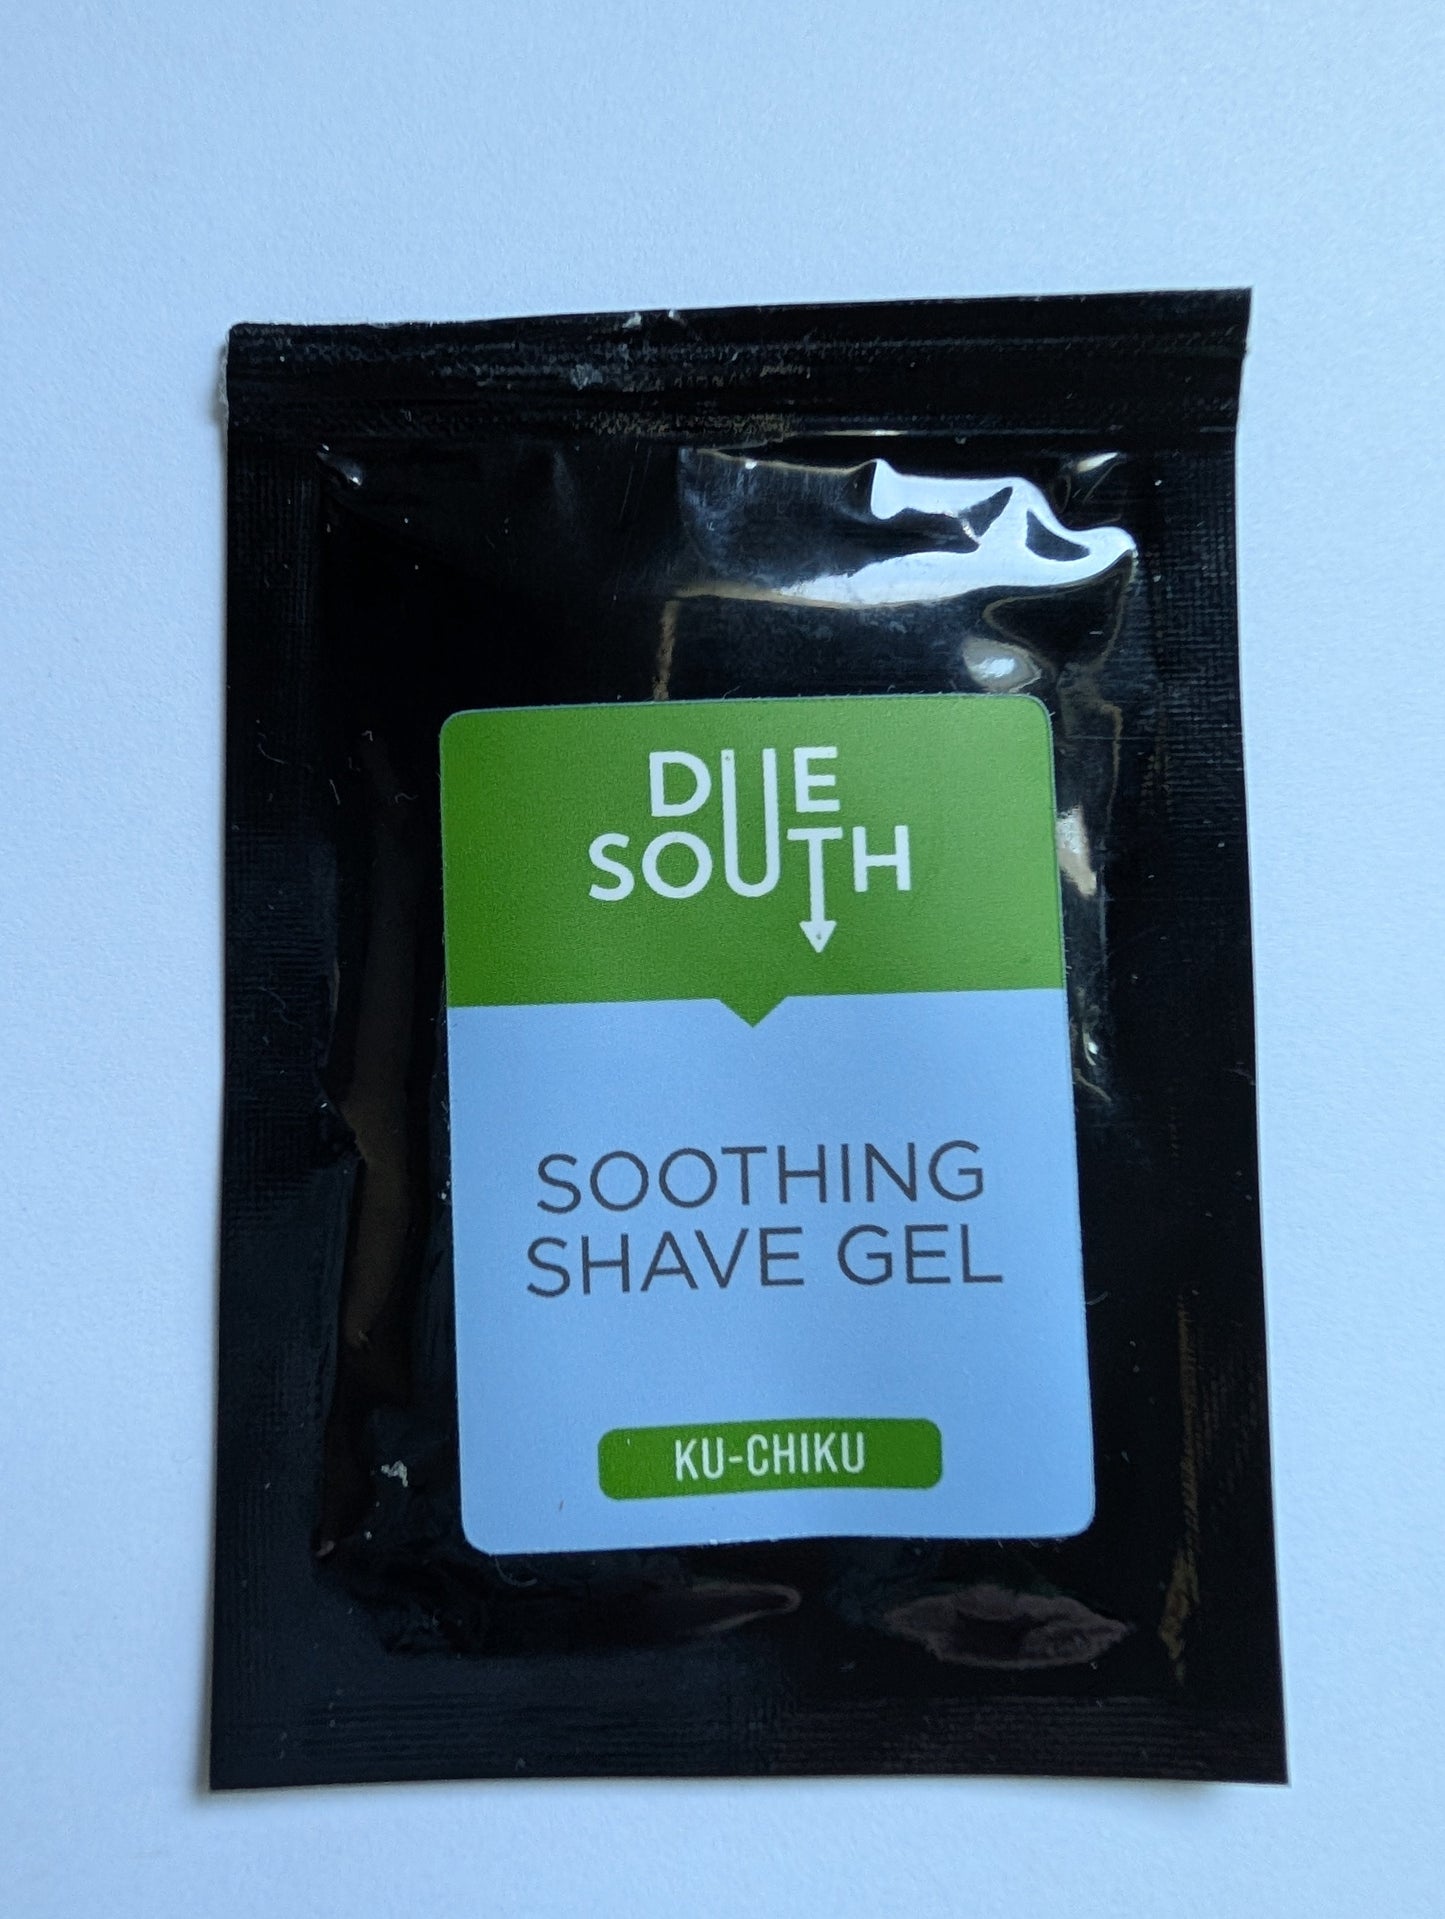 DUE
SOUTH
SOOTHING
SHAVE GEL
KU-CHIKU